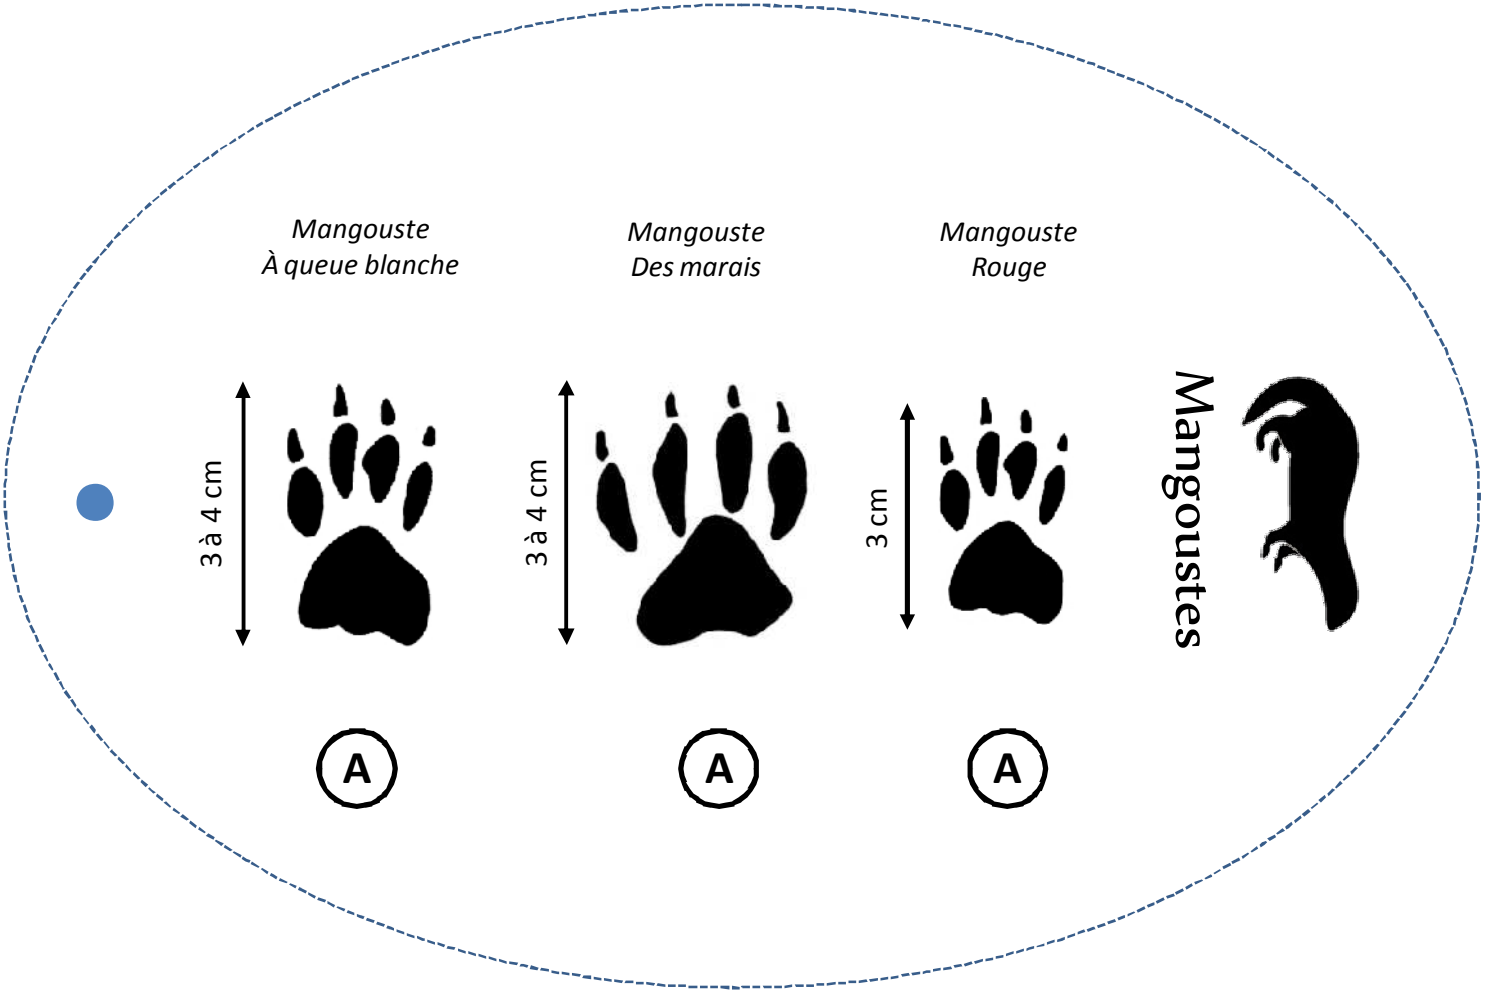 Mangouste
À queue blanche
Mangouste
Des marais
Mangouste
Rouge
3 à 4 cm
3 à 4 cm
3 cm
Mangoustes
A
A
A